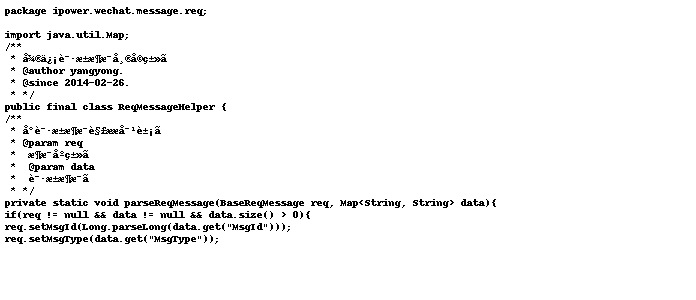 package ipower.wechat.message.req;
import java.util.Map;
/**
* å¾®ä¿¡è¯·æ±æ¶æ¯å¸®å©ç±»ã
* @author yangyong.
* @since 2014-02-26.
* */
public final class ReqMessageHelper {
/**
* å°è¯·æ±æ¶æ¯è§£ææå¯¹è±¡ã
* @param req
* æ¶æ¯åºç±»ã
* @param data
* è¯·æ±æ¶æ¯ã
* */
private static void parseReqMessage(BaseReqMessage req, Map<String, String> data){
if(req != null && data != null && data.size() > 0){
req.setMsgId(Long.parseLong(data.get("MsgId")));
req.setMsgType(data.get("MsgType"));